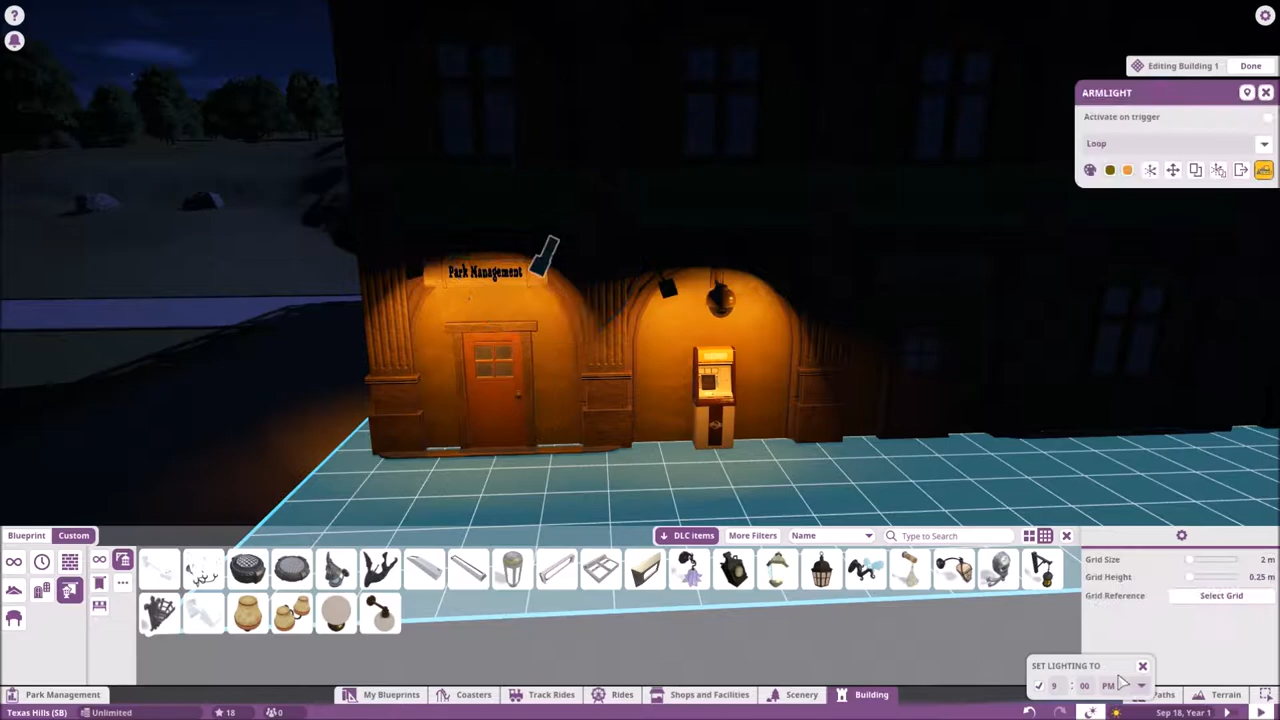 ?
Editing Building 1 Done
ARMLIGHT
Activate on trigger
Loop
Park Management
Blueprint Custom
DLC items More Filters Name Type to Search
Grid Size 2 m
Grid Height 0.25 m
Grid Reference Select Grid
SET LIGHTING TO
9 : 00 PM
Park Management My Blueprints Coasters Track Rides Rides Shops and Facilities Scenery Building Paths Terrain
Texas Hills (SB) Unlimited 18 0 Sep 18, Year 1